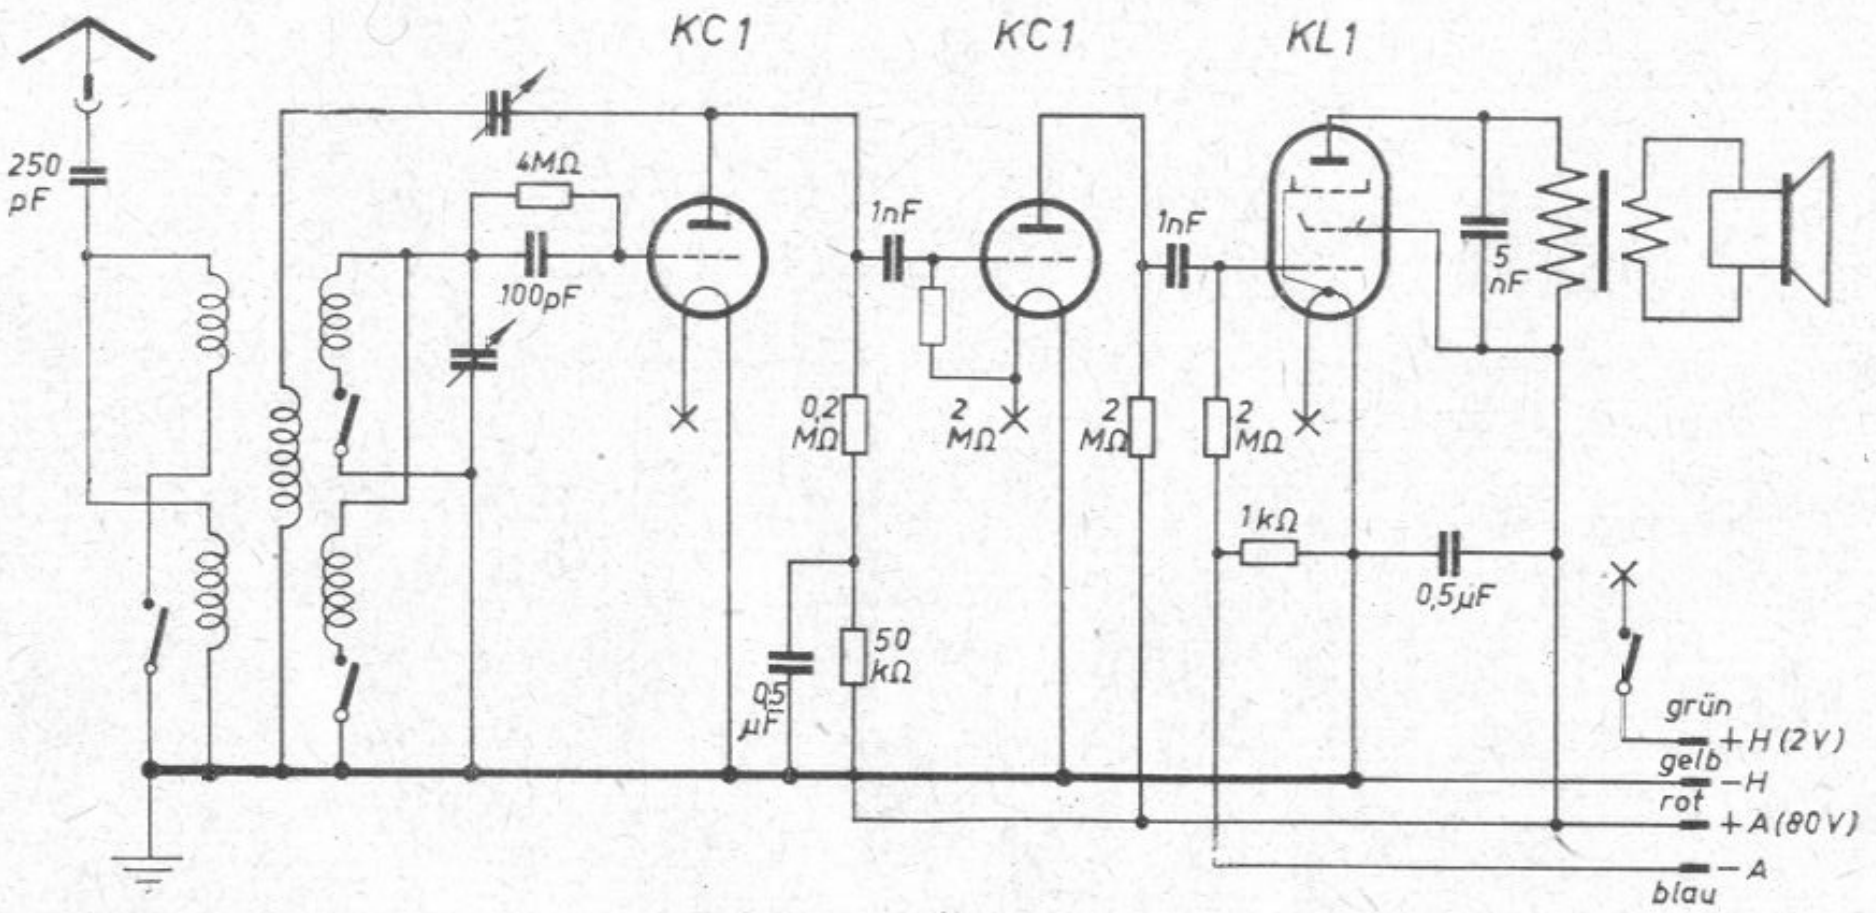 KC1
KC1
KL1
250
pF
4MΩ
100pF
1nF
1nF
5
nF
0,2
MΩ
2
MΩ
2
MΩ
2
MΩ
1kΩ
0,5µF
50
kΩ
0,5
µF
grün
+H (2V)
gelb
-H
rot
+A (80V)
-A
blau